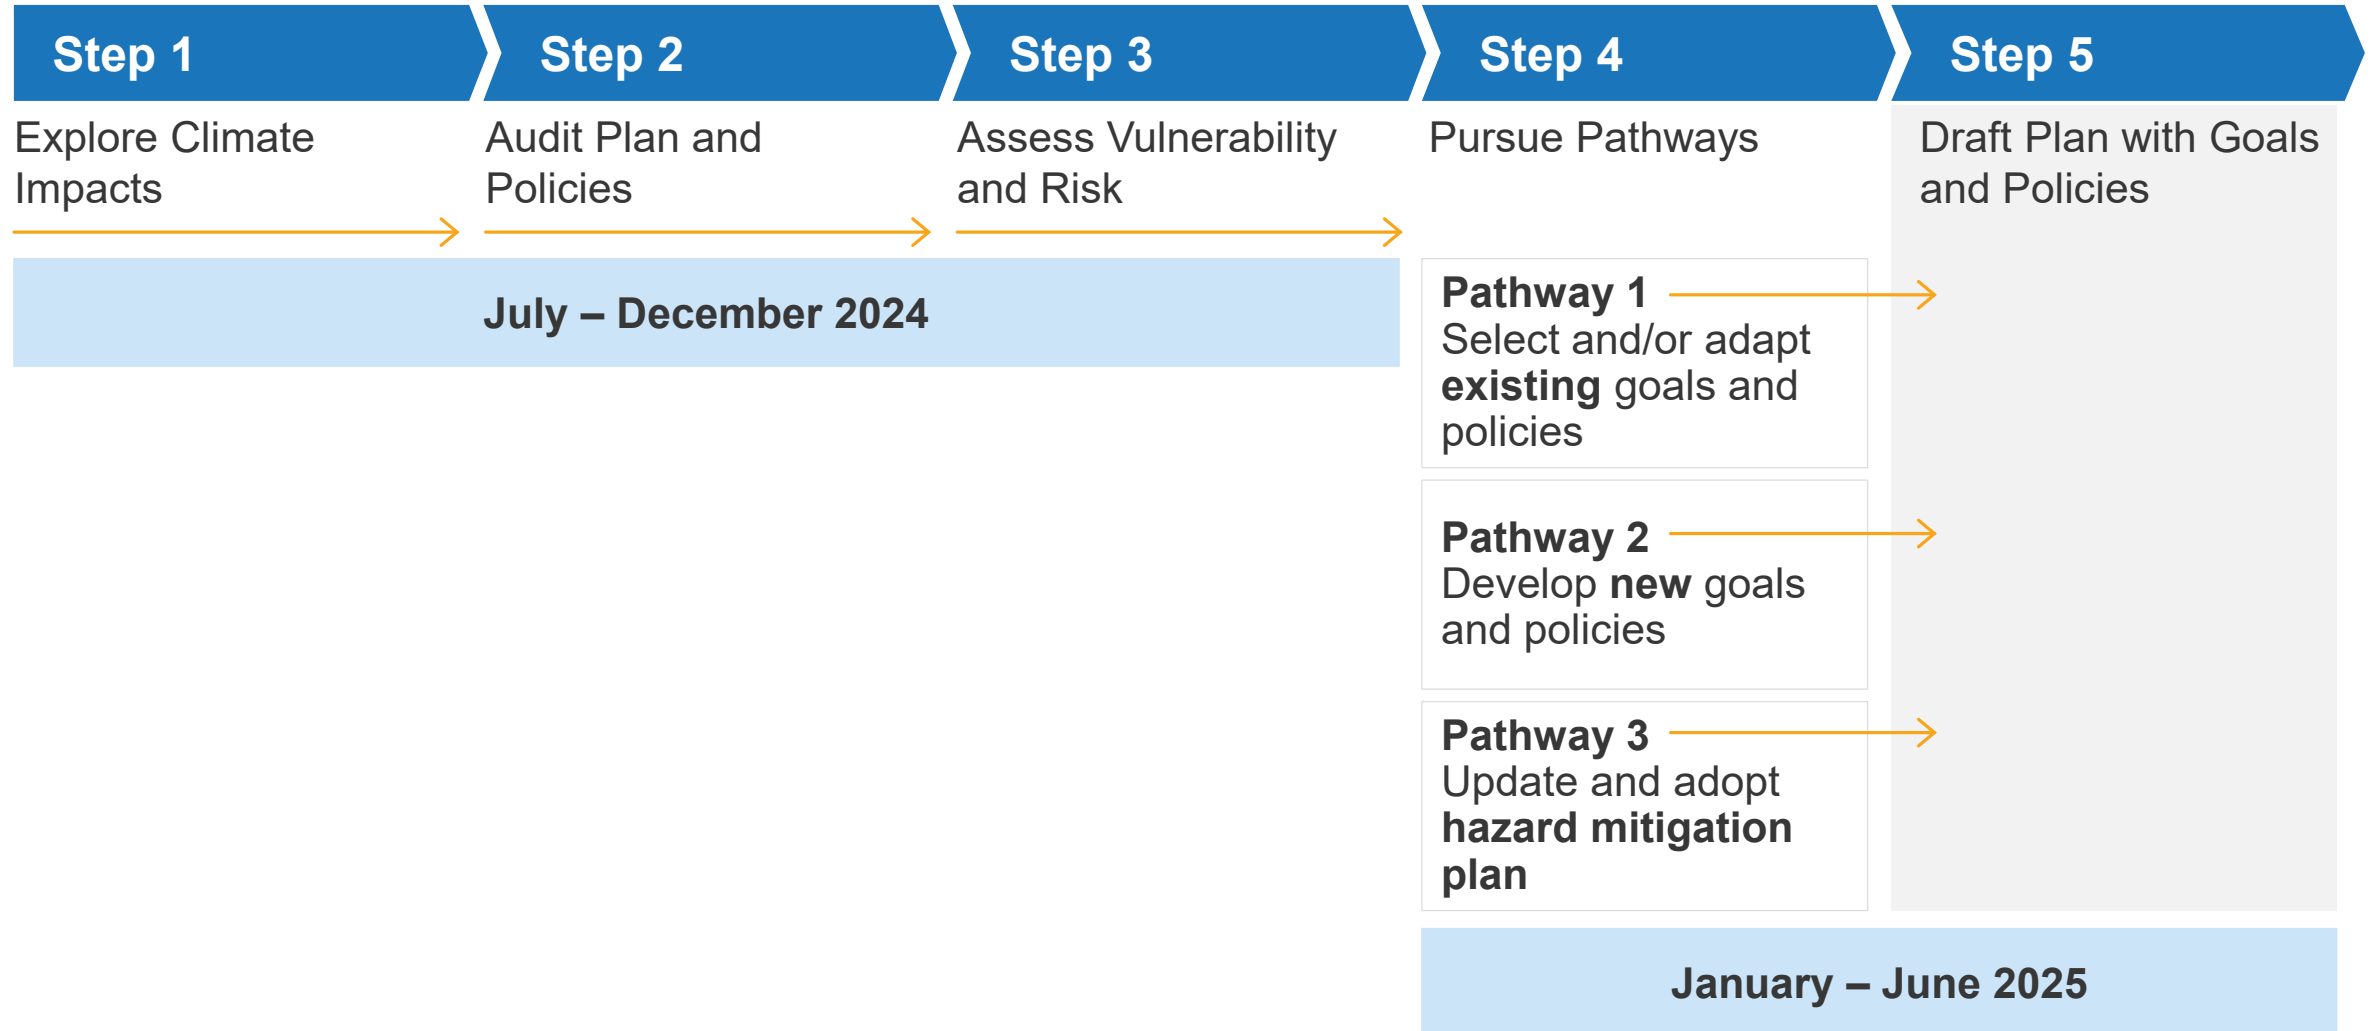 Step 1
Step 2
Step 3
Step 4
Step 5
Explore Climate
Impacts
Audit Plan and
Policies
Assess Vulnerability
and Risk
Pursue Pathways
Draft Plan with Goals
and Policies
July – December 2024
Pathway 1
Select and/or adapt
existing goals and
policies
Pathway 2
Develop new goals
and policies
Pathway 3
Update and adopt
hazard mitigation
plan
January – June 2025